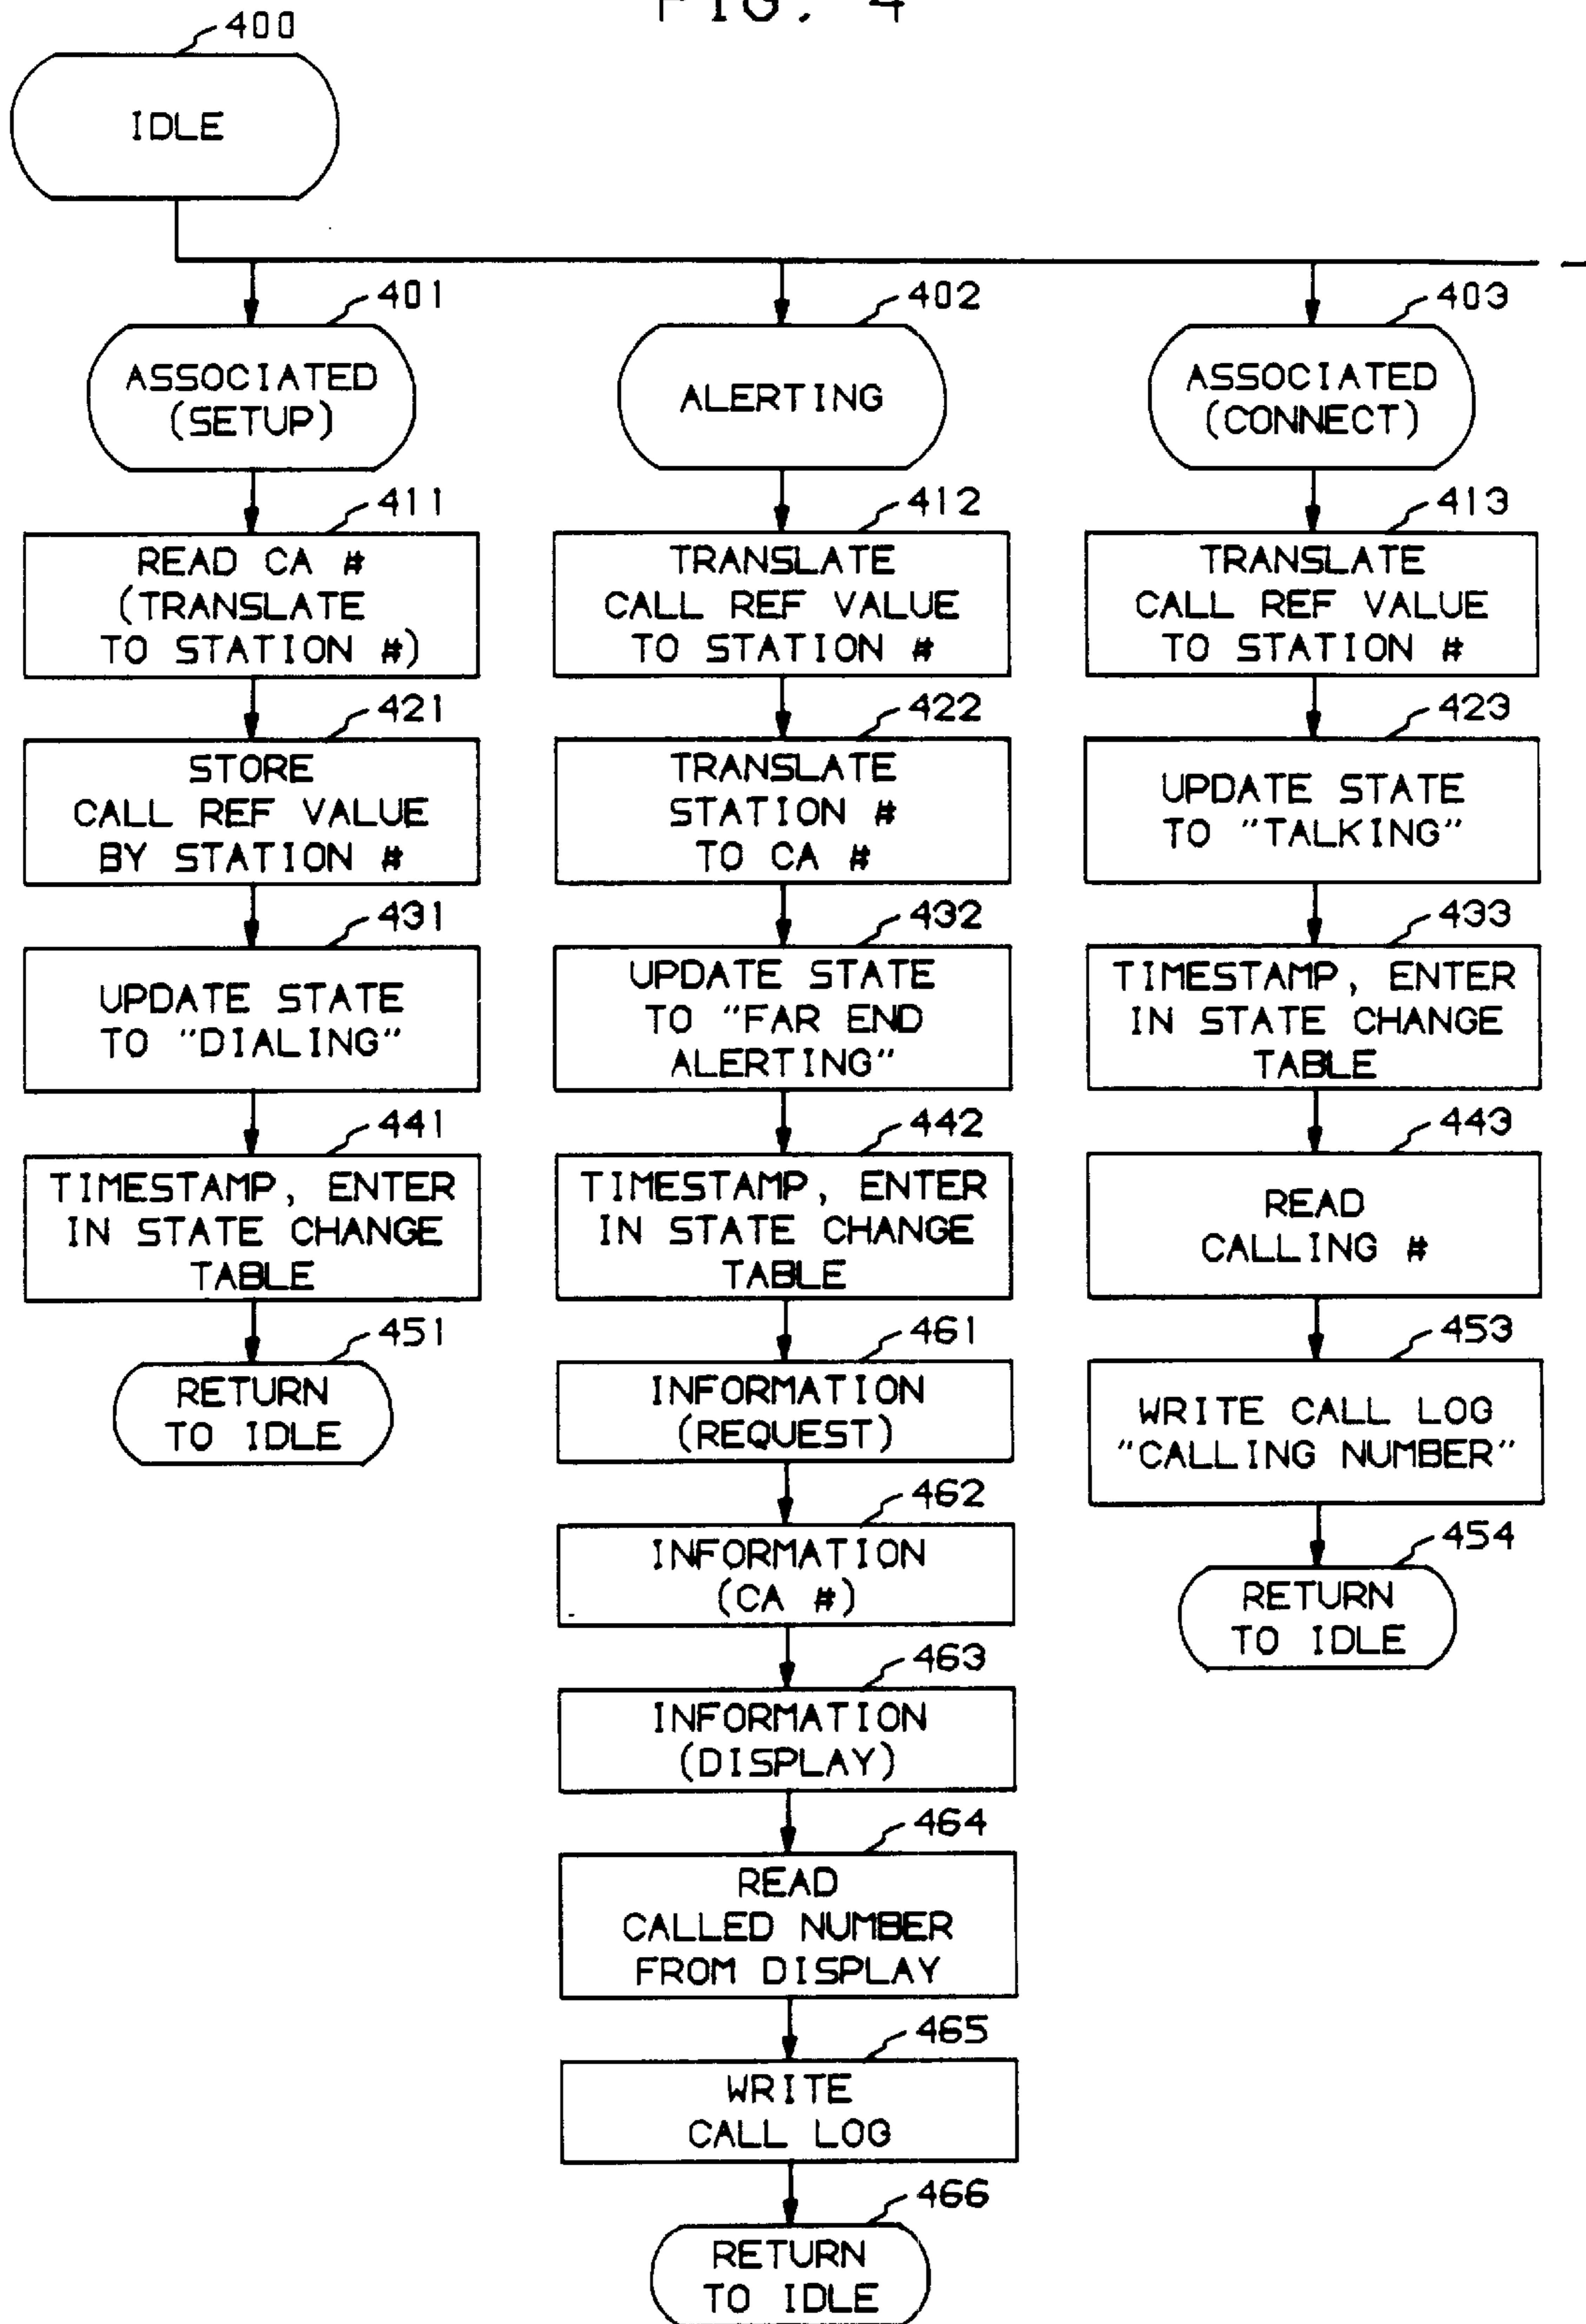 FIG. 4
400
IDLE
401
ASSOCIATED
(SETUP)
411
READ CA #
(TRANSLATE
TO STATION #)
421
STORE
CALL REF VALUE
BY STATION #
431
UPDATE STATE
TO "DIALING"
441
TIMESTAMP, ENTER
IN STATE CHANGE
TABLE
451
RETURN
TO IDLE
402
ALERTING
412
TRANSLATE
CALL REF VALUE
TO STATION #
422
TRANSLATE
STATION #
TO CA #
432
UPDATE STATE
TO "FAR END
ALERTING"
442
TIMESTAMP, ENTER
IN STATE CHANGE
TABLE
461
INFORMATION
(REQUEST)
462
INFORMATION
(CA #)
463
INFORMATION
(DISPLAY)
464
READ
CALLED NUMBER
FROM DISPLAY
465
WRITE
CALL LOG
466
RETURN
TO IDLE
403
ASSOCIATED
(CONNECT)
413
TRANSLATE
CALL REF VALUE
TO STATION #
423
UPDATE STATE
TO "TALKING"
433
TIMESTAMP, ENTER
IN STATE CHANGE
TABLE
443
READ
CALLING #
453
WRITE CALL LOG
"CALLING NUMBER"
454
RETURN
TO IDLE